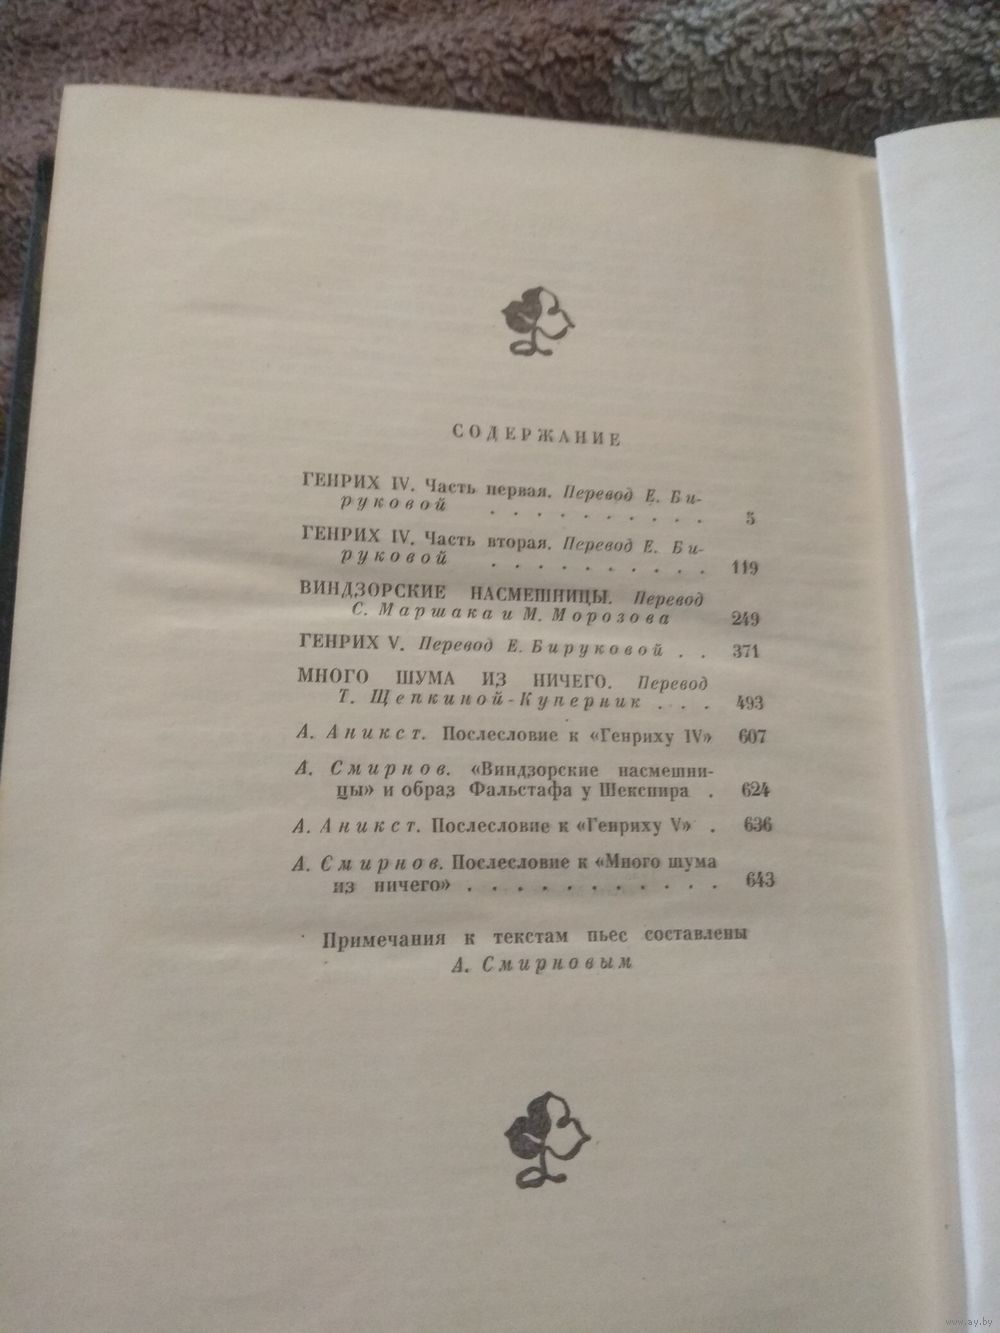 СОДЕРЖАНИЕ
ГЕНРИХ IV. Часть первая. Перевод Е. Би-
руковой . . . . . . . . . . 5
ГЕНРИХ IV. Часть вторая. Перевод Е. Би-
руковой . . . . . . . . . . 119
ВИНДЗОРСКИЕ НАСМЕШНИЦЫ. Перевод
С. Маршака и М. Морозова 249
ГЕНРИХ V. Перевод Е. Бируковой . . 371
МНОГО ШУМА ИЗ НИЧЕГО. Перевод
Т. Щепкиной-Куперник . . . 493
А. Аникст. Послесловие к «Генриху IV» 607
А. Смирнов. «Виндзорские насмешни-
цы» и образ Фальстафа у Шекспира . 624
А. Аникст. Послесловие к «Генриху V» . 636
А. Смирнов. Послесловие к «Много шума
из ничего» . . . . . . . . . . . 643
Примечания к текстам пьес составлены
А. Смирновым
www.ay.by